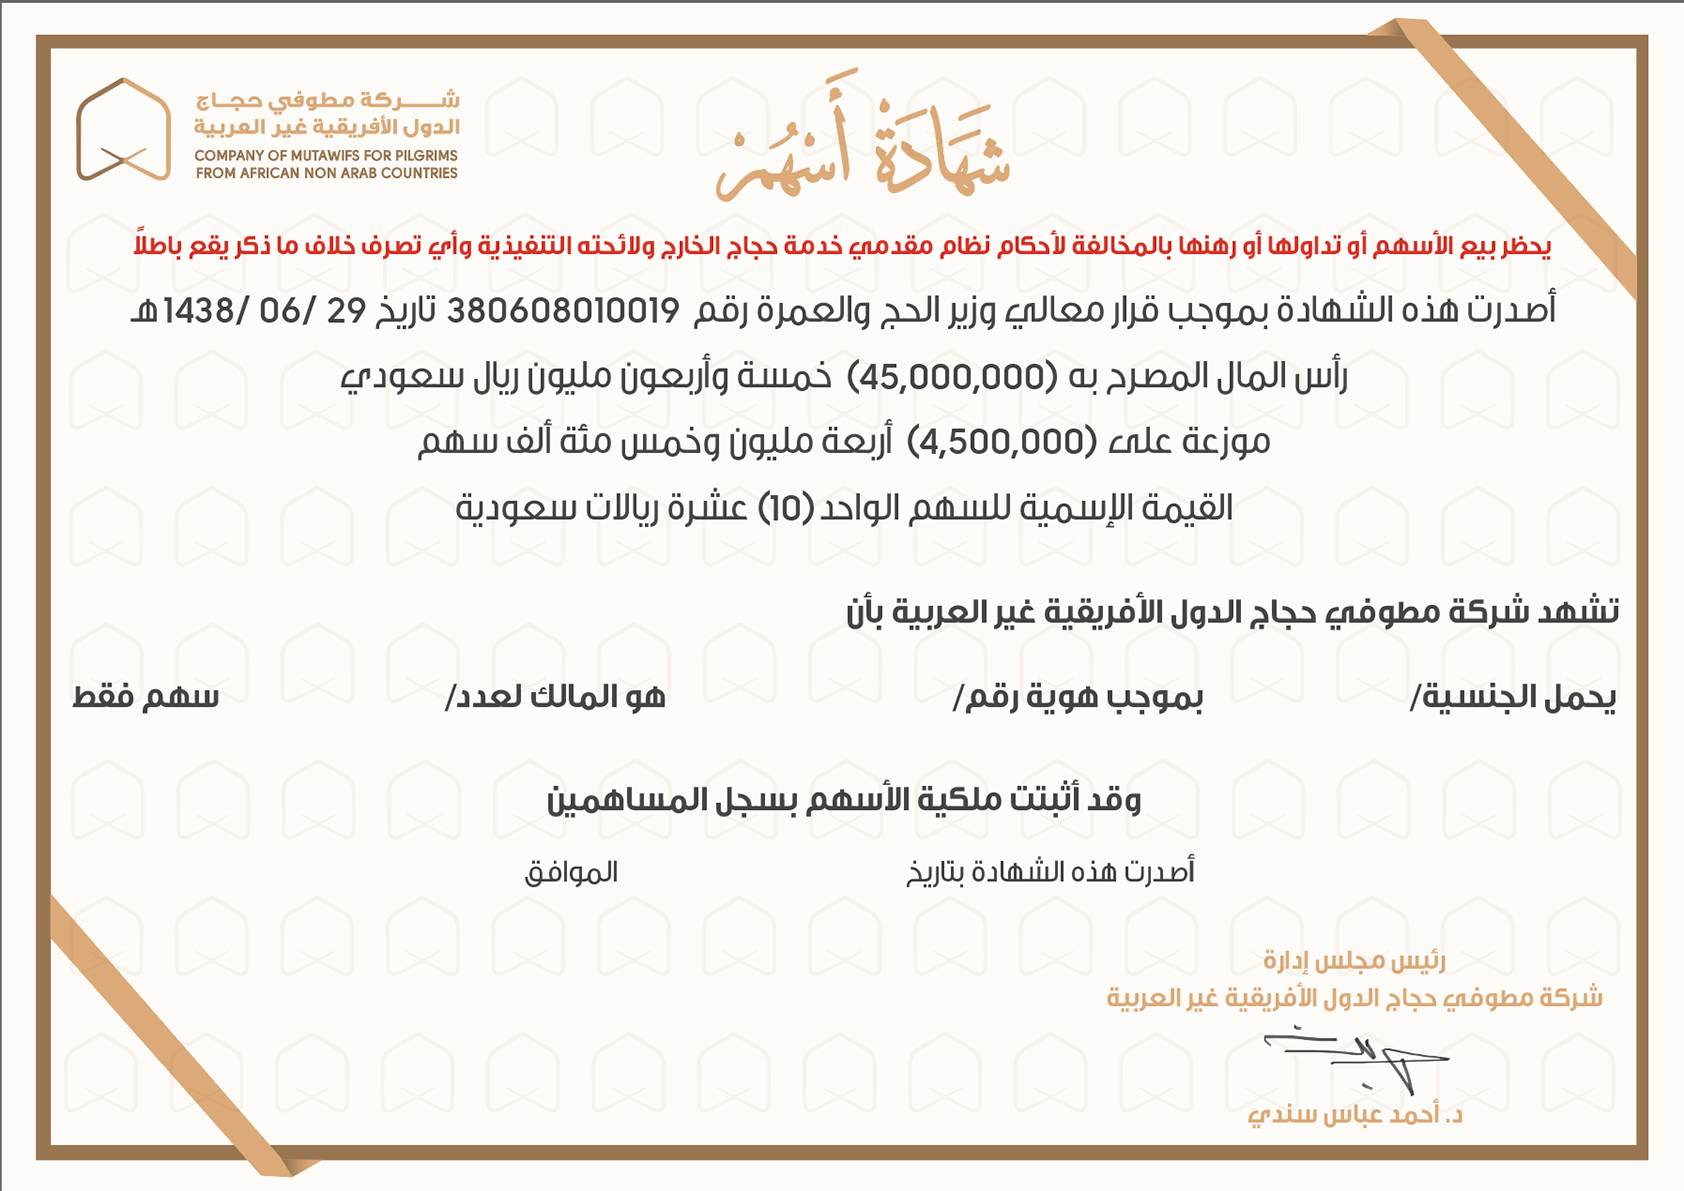 شركة مطوفي حجاج
الدول الأفريقية غير العربية
COMPANY OF MUTAWIFS FOR PILGRIMS
FROM AFRICAN NON ARAB COUNTRIES
شَهَادَةْ أَسْهُمْ
يحظر بيع الأسهم أو تداولها أو رهنها بالمخالفة لأحكام نظام مقدمي خدمة حجاج الخارج ولائحته التنفيذية وأي تصرف خلاف ما ذكر يقع باطلاً
أصدرت هذه الشهادة بموجب قرار معالي وزير الحج والعمرة رقم 380608010019 تاريخ 29 /06 /1438هـ
رأس المال المصرح به (45,000,000) خمسة وأربعون مليون ريال سعودي
موزعة على (4,500,000) أربعة مليون وخمس مئة ألف سهم
القيمة الإسمية للسهم الواحد (10) عشرة ريالات سعودية
تشهد شركة مطوفي حجاج الدول الأفريقية غير العربية بأن
يحمل الجنسية/ بموجب هوية رقم/ هو المالك لعدد/ سهم فقط
وقد أثبتت ملكية الأسهم بسجل المساهمين
أصدرت هذه الشهادة بتاريخ الموافق
رئيس مجلس إدارة
شركة مطوفي حجاج الدول الأفريقية غير العربية
د. أحمد عباس سندي